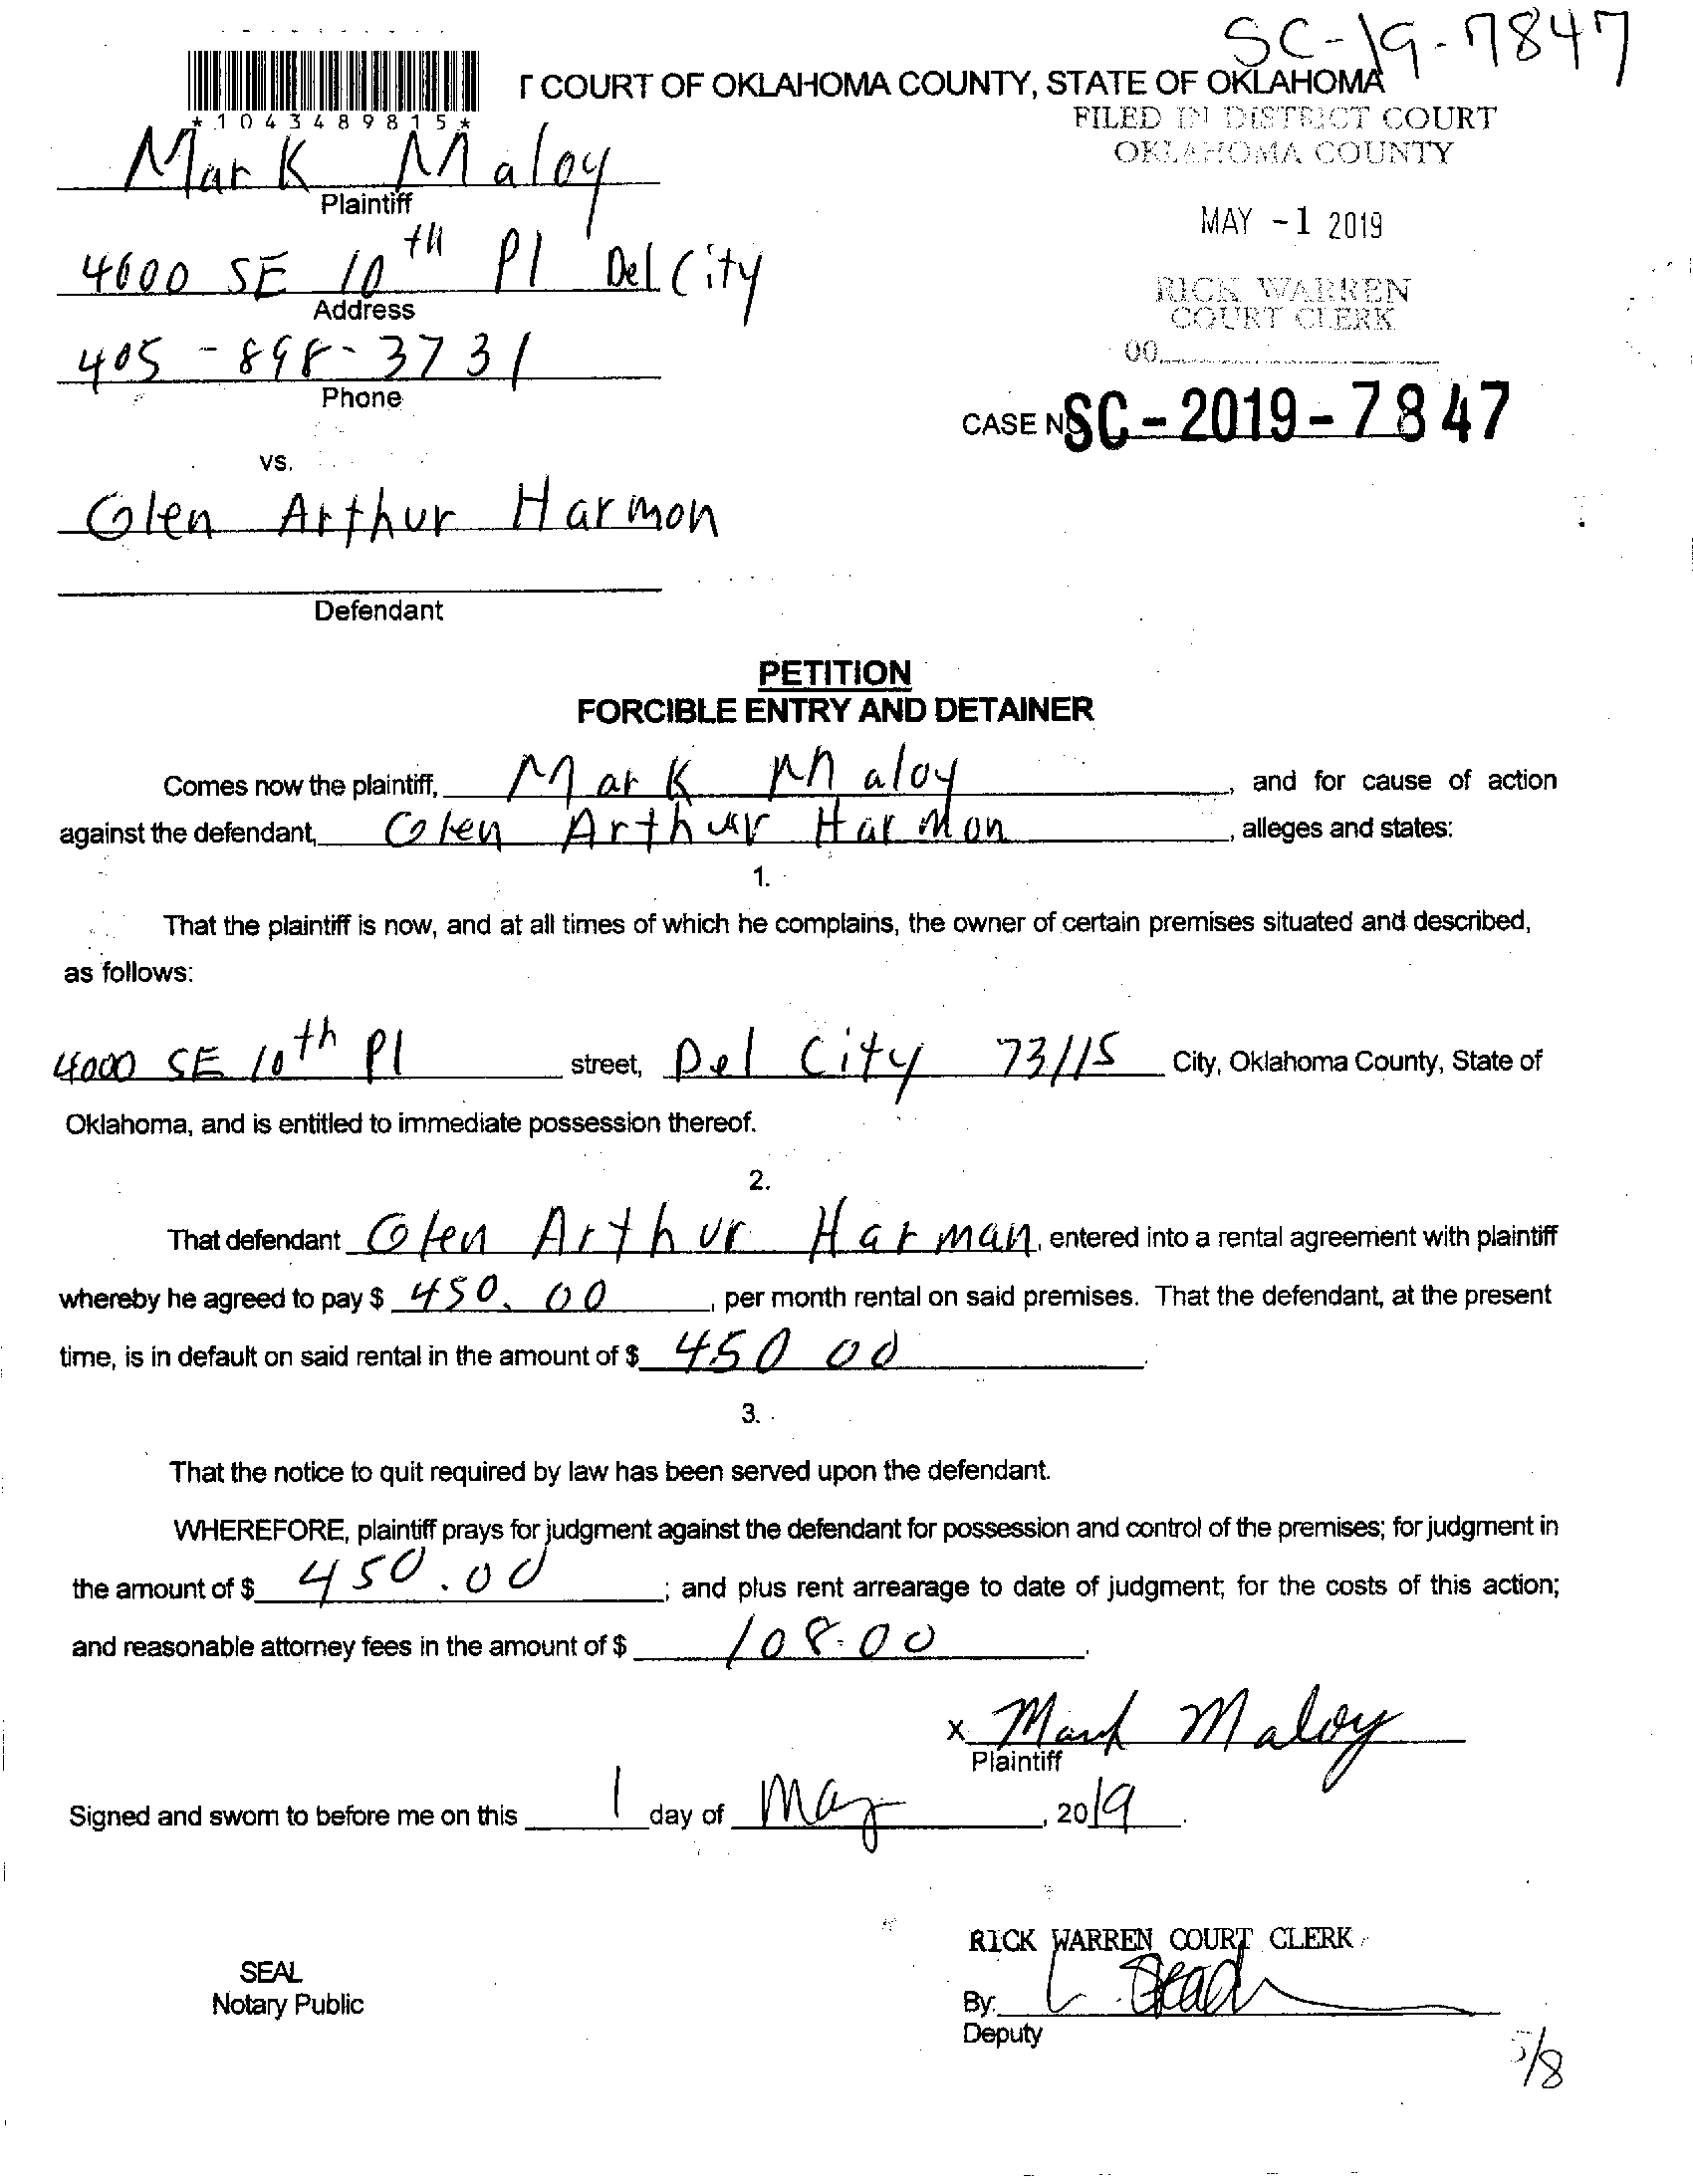 SC-19-7847
T COURT OF OKLAHOMA COUNTY, STATE OF OKLAHOMA
*1043489815*
FILED IN DISTRICT COURT
OKLAHOMA COUNTY
Mark Maloy
Plaintiff
MAY -1 2019
4000 SE 10th Pl Del City
Address
RICK WARREN
COURT CLERK
405-898-3731
Phone
00
CASE NO SC-2019-7847
vs.
Glen Arthur Harmon
Defendant
PETITION
FORCIBLE ENTRY AND DETAINER
Comes now the plaintiff, Mark Maloy, and for cause of action
against the defendant, Glen Arthur Harmon, alleges and states:
1.
That the plaintiff is now, and at all times of which he complains, the owner of certain premises situated and described,
as follows:
4000 SE 10th Pl street, Del City 73115 City, Oklahoma County, State of
Oklahoma, and is entitled to immediate possession thereof.
2.
That defendant Glen Arthur Harman, entered into a rental agreement with plaintiff
whereby he agreed to pay $ 450.00, per month rental on said premises. That the defendant, at the present
time, is in default on said rental in the amount of $ 450 00.
3.
That the notice to quit required by law has been served upon the defendant.
WHEREFORE, plaintiff prays for judgment against the defendant for possession and control of the premises; for judgment in
the amount of $ 450.00; and plus rent arrearage to date of judgment; for the costs of this action;
and reasonable attorney fees in the amount of $ 108.00.
X Mark Maloy
Plaintiff
Signed and sworn to before me on this 1 day of May, 2019.
RICK WARREN COURT CLERK
SEAL
Notary Public
By:
Deputy
5/8